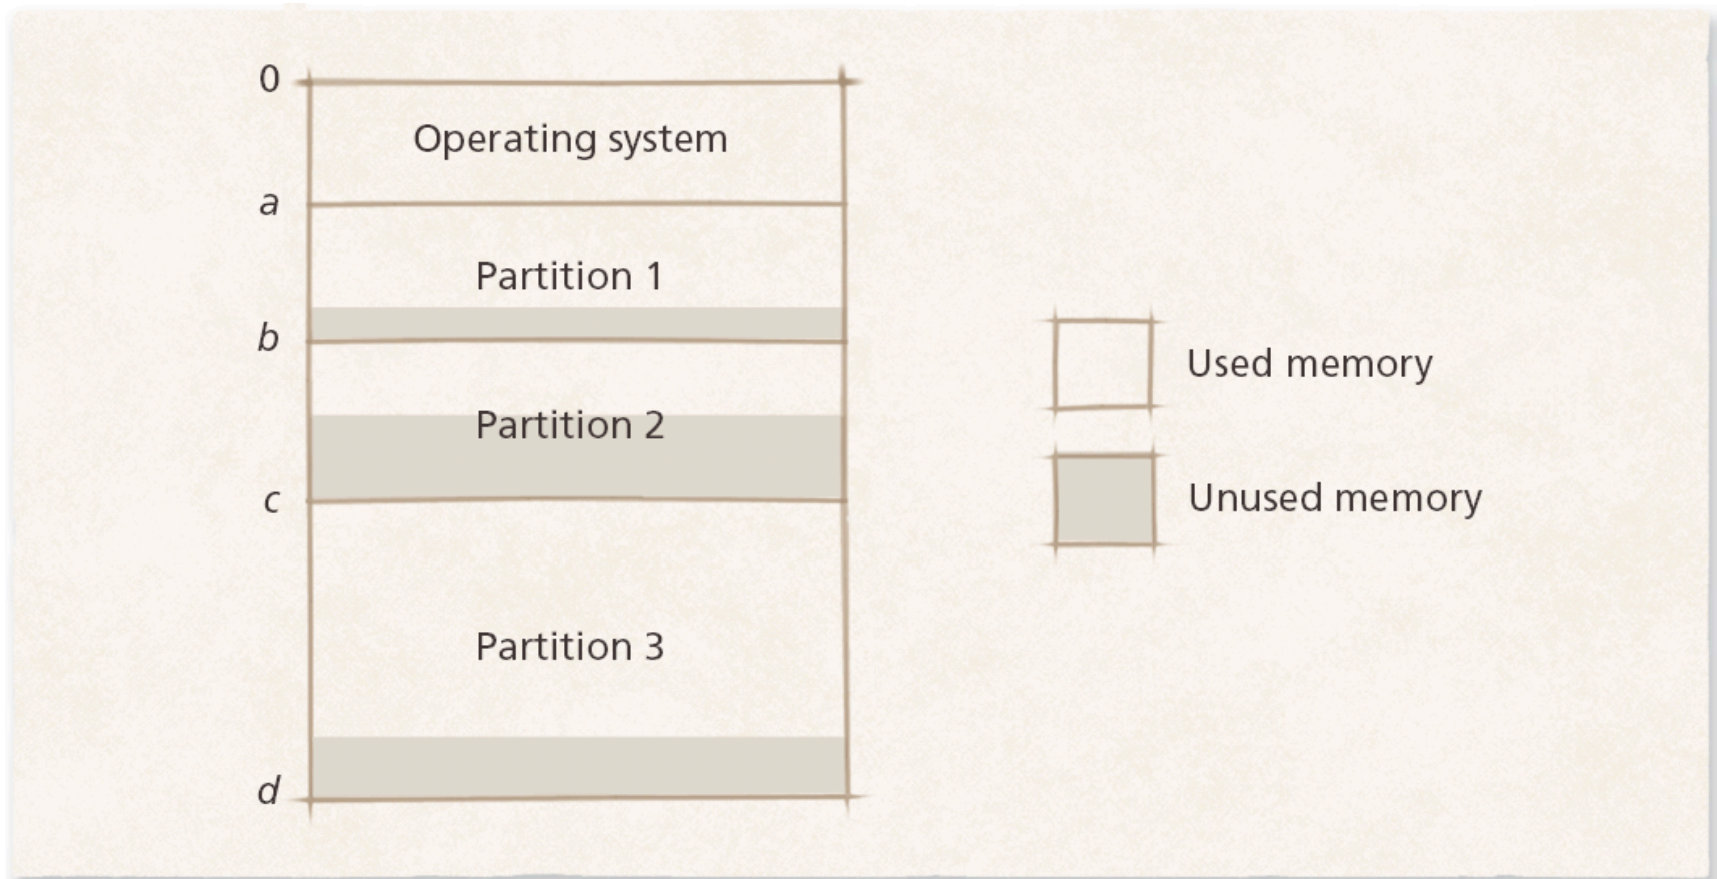 0
Operating system
a
Partition 1
b
Partition 2
c
Partition 3
d
Used memory
Unused memory